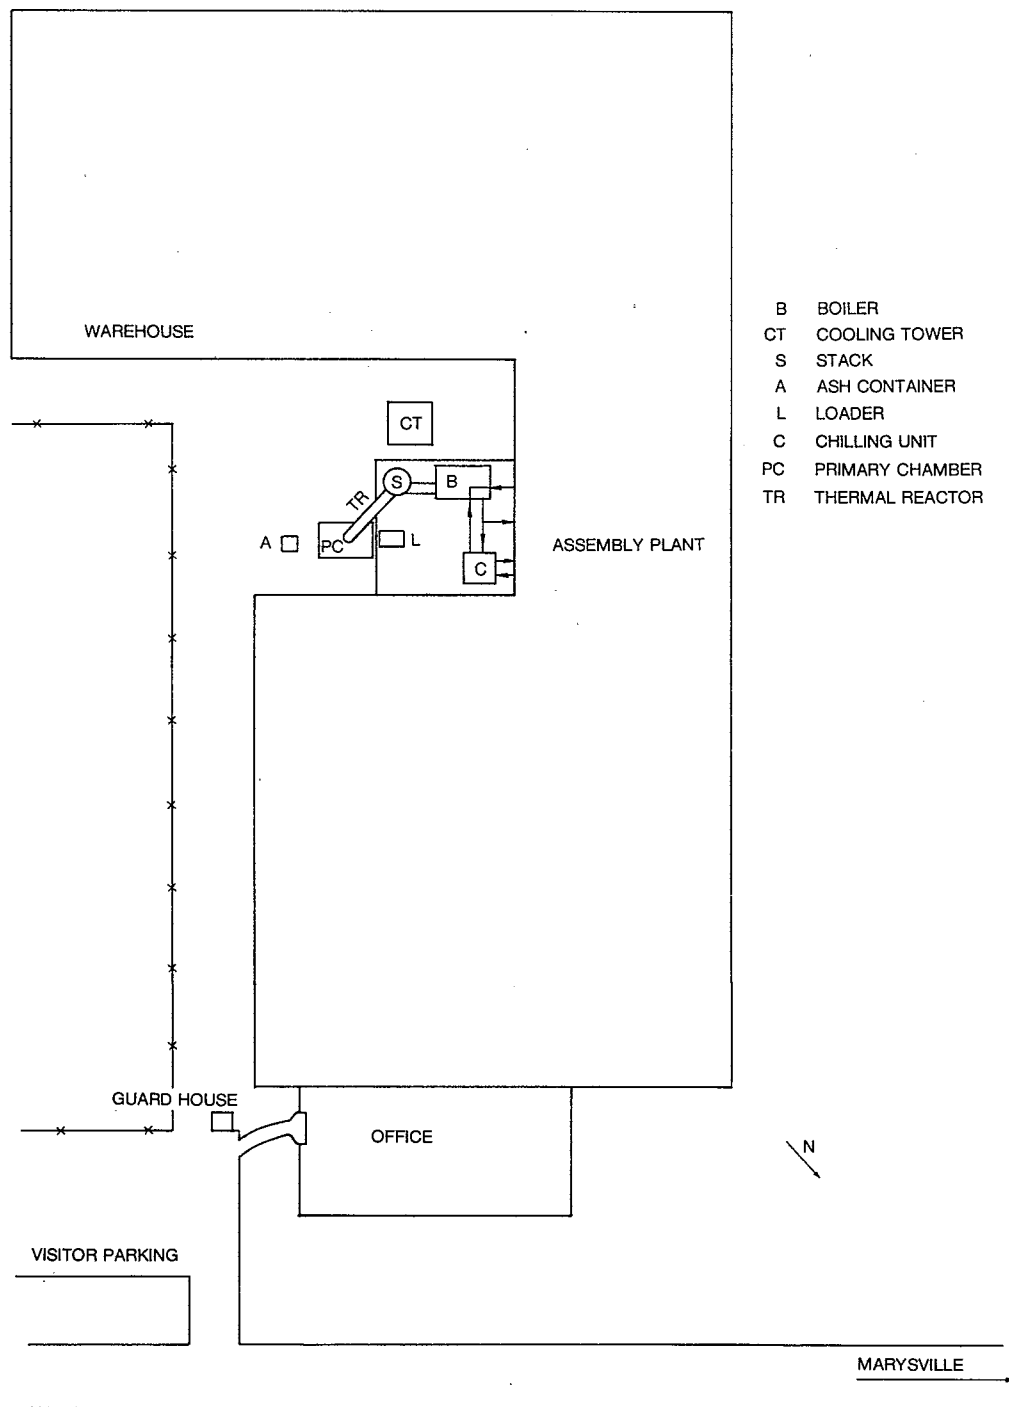 WAREHOUSE
B BOILER
CT COOLING TOWER
S STACK
A ASH CONTAINER
L LOADER
C CHILLING UNIT
PC PRIMARY CHAMBER
TR THERMAL REACTOR
CT
S
B
TR
A
PC
L
C
ASSEMBLY PLANT
GUARD HOUSE
OFFICE
N
VISITOR PARKING
MARYSVILLE